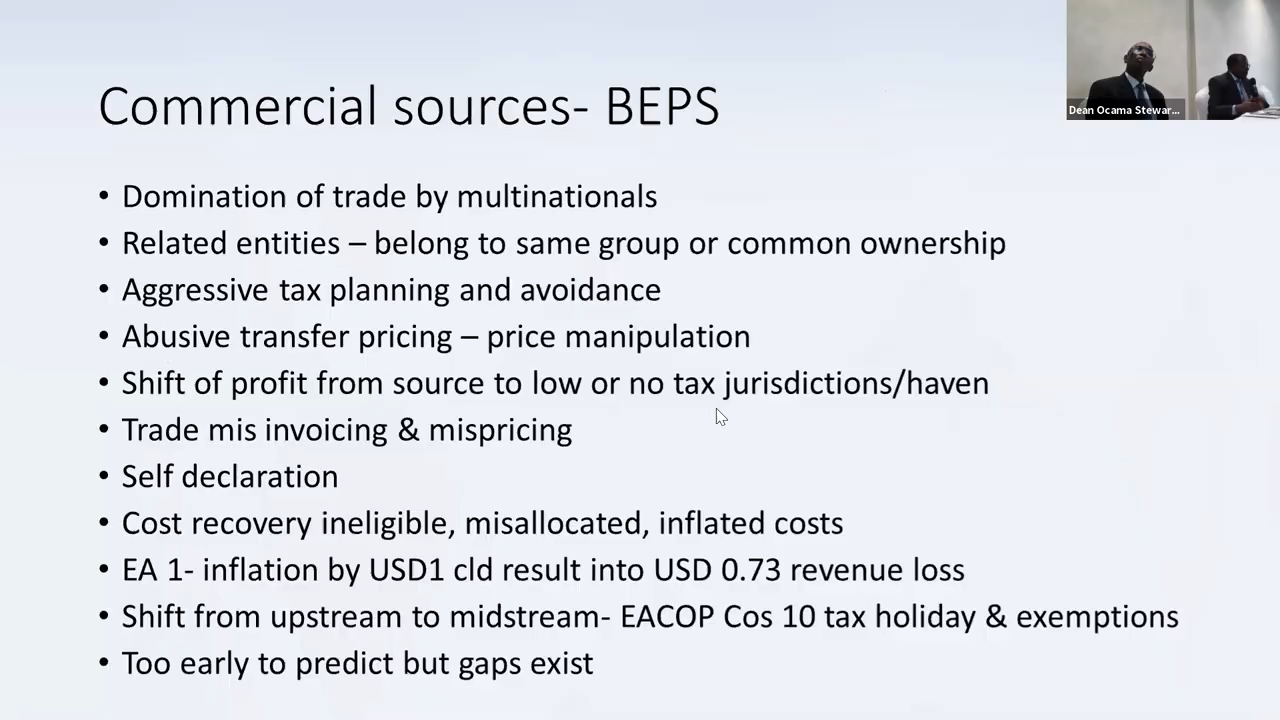 Commercial sources- BEPS
Dean Ocama Stewar...
• Domination of trade by multinationals
• Related entities – belong to same group or common ownership
• Aggressive tax planning and avoidance
• Abusive transfer pricing – price manipulation
• Shift of profit from source to low or no tax jurisdictions/haven
• Trade mis invoicing & mispricing
• Self declaration
• Cost recovery ineligible, misallocated, inflated costs
• EA 1- inflation by USD1 cld result into USD 0.73 revenue loss
• Shift from upstream to midstream- EACOP Cos 10 tax holiday & exemptions
• Too early to predict but gaps exist